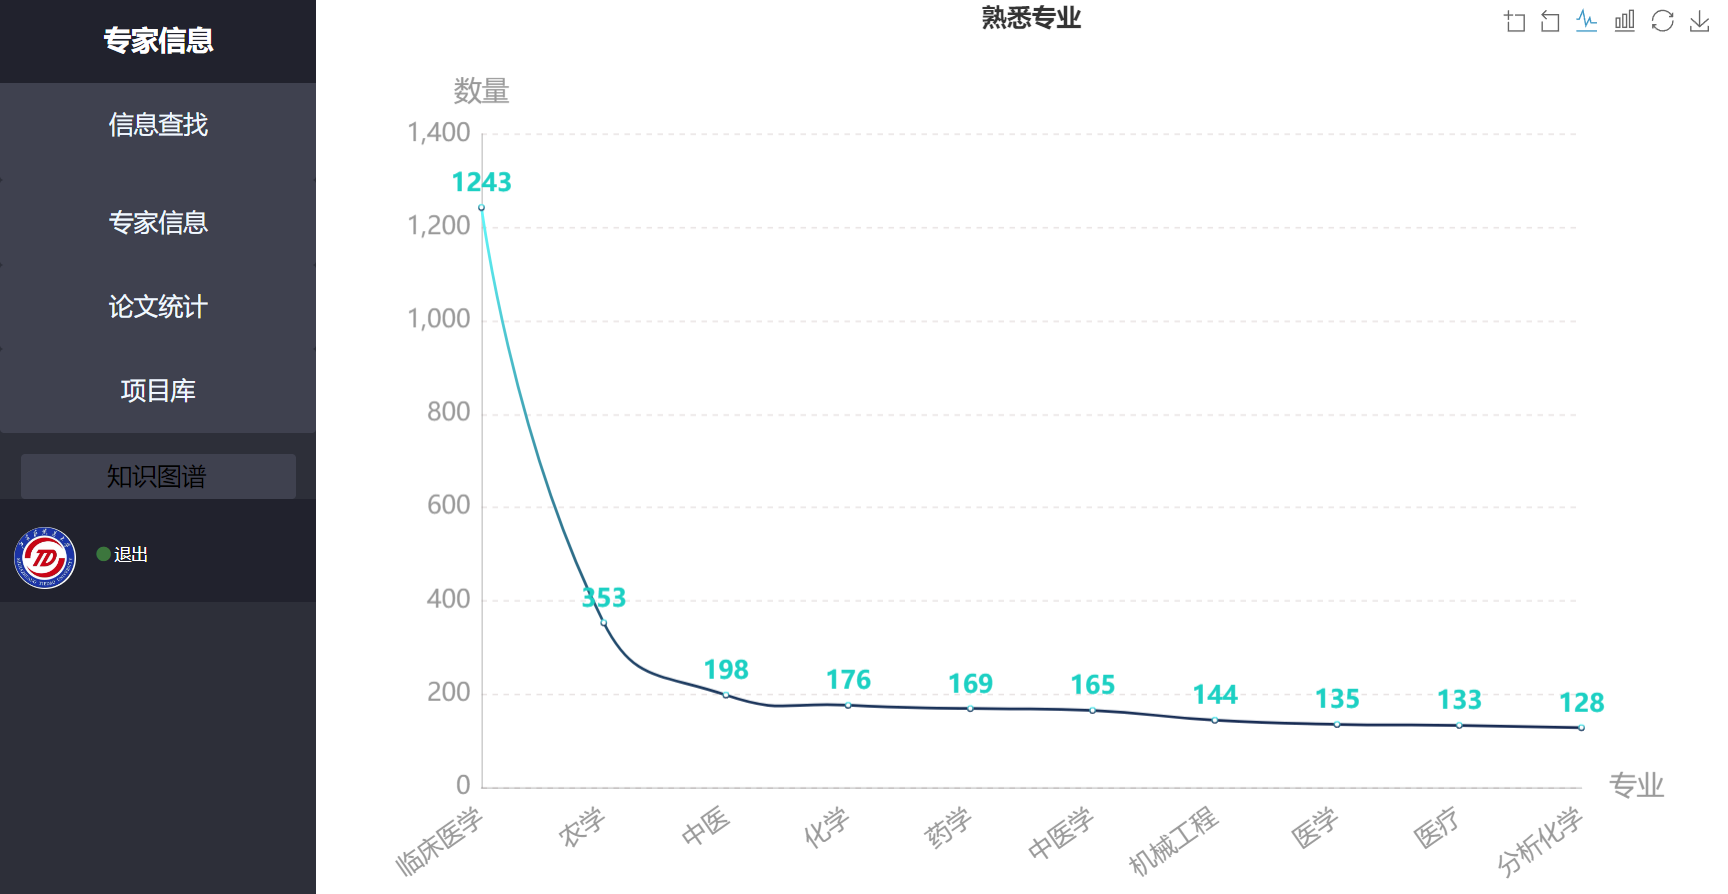 专家信息
信息查找
专家信息
论文统计
项目库
知识图谱
退出
熟悉专业
数量
1,400
1,200
1,000
800
600
400
200
0
1243
353
198
176
169
165
144
135
133
128
临床医学
农学
中医
化学
药学
中医学
机械工程
医学
医疗
分析化学
专业